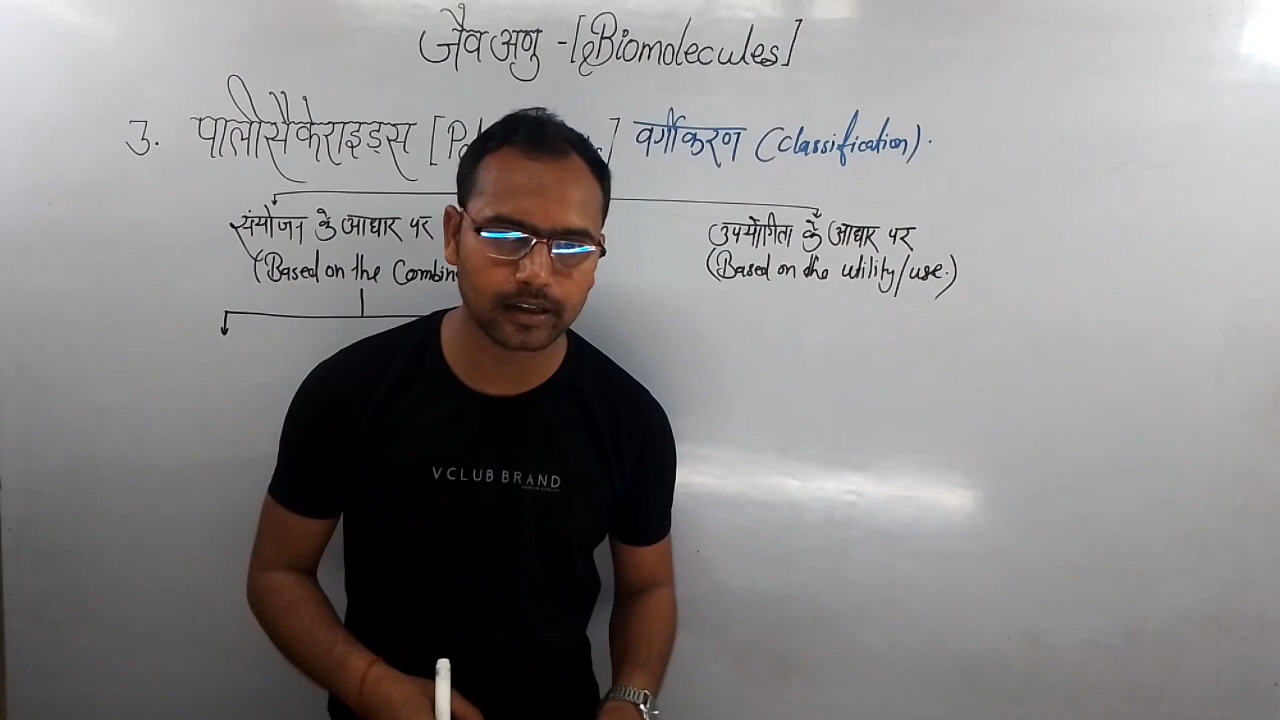 जैव अणु -[Biomolecules]
3. पालीसैकेराइड्स [ ] वर्गीकरण (classification).
संयोजन के आधार पर
(Based on the
उपयोगिता के आधार पर
(Based on the utility/use.)
VCLUB BRAND